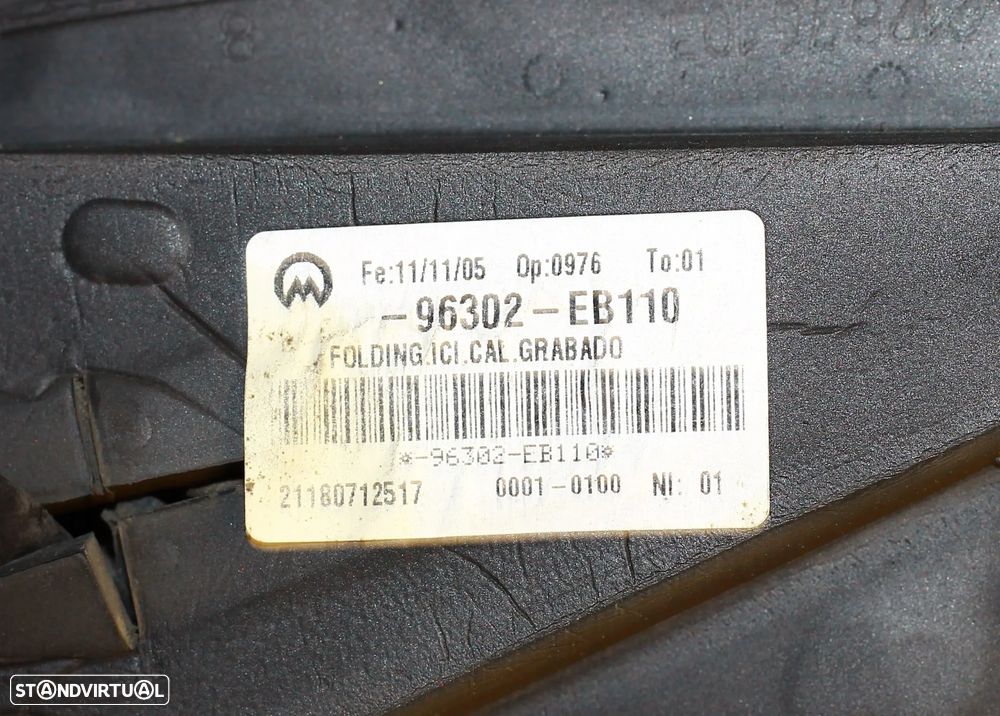 Fe:11/11/05 Op:0976 To:01
-96302-EB110
FOLDING.ICI.CAL.GRABADO
*-96302-EB110*
21180712517 0001-0100 NI: 01
STANDVIRTUAL